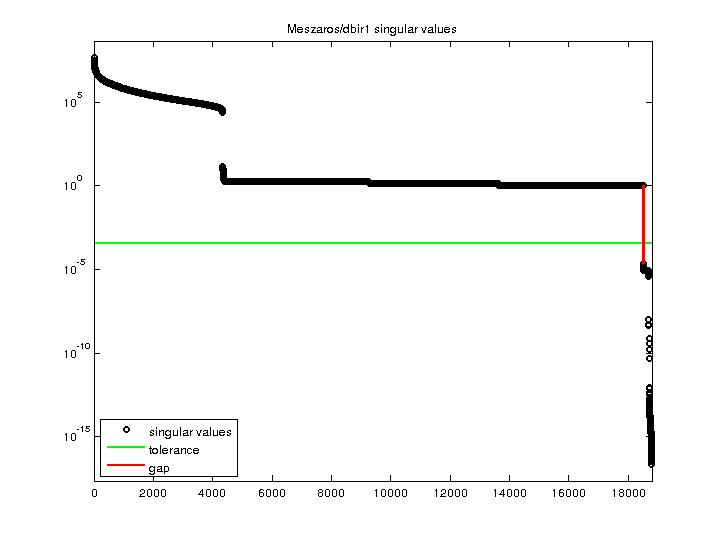 Meszaros/dbir1 singular values
10^5
10^0
10^-5
10^-10
10^-15
singular values
tolerance
gap
0 2000 4000 6000 8000 10000 12000 14000 16000 18000